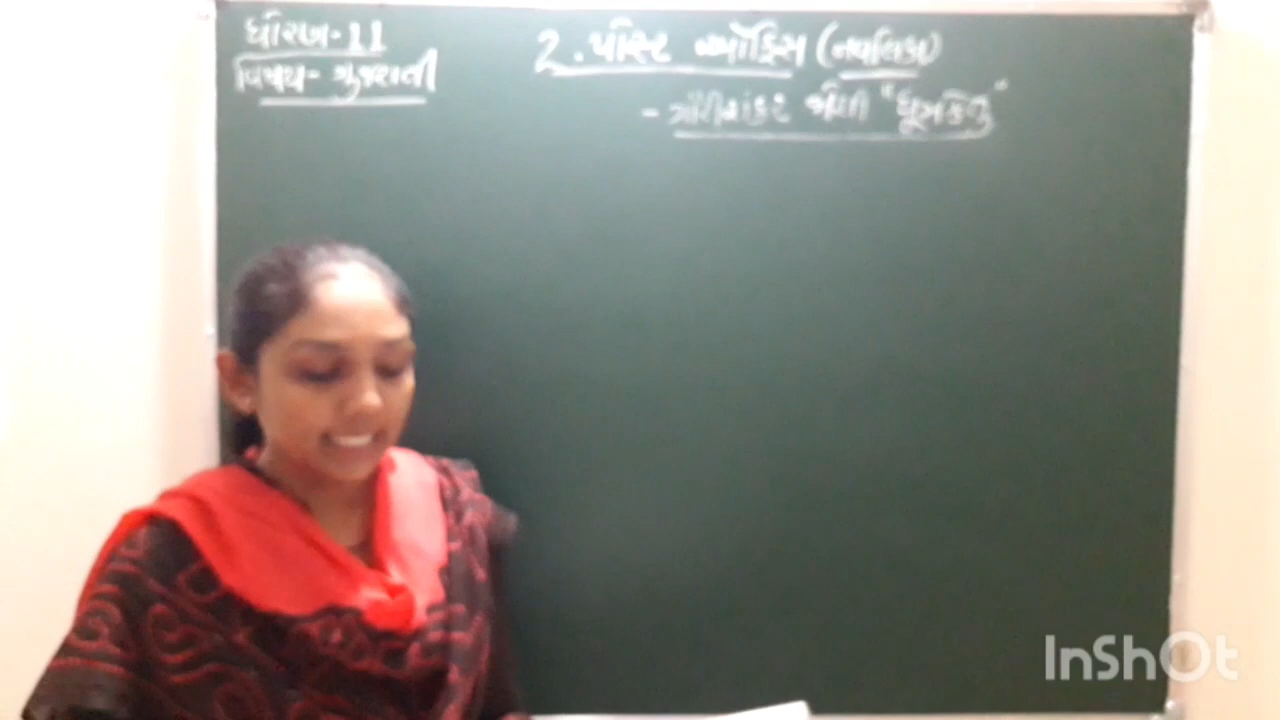 ધોરણ-11
વિષય- ગુજરાતી
2. પોસ્ટ ઑફિસ (નવલિકા)
- ગૌરીશંકર જોષી "ધૂમકેતુ"
InShOt